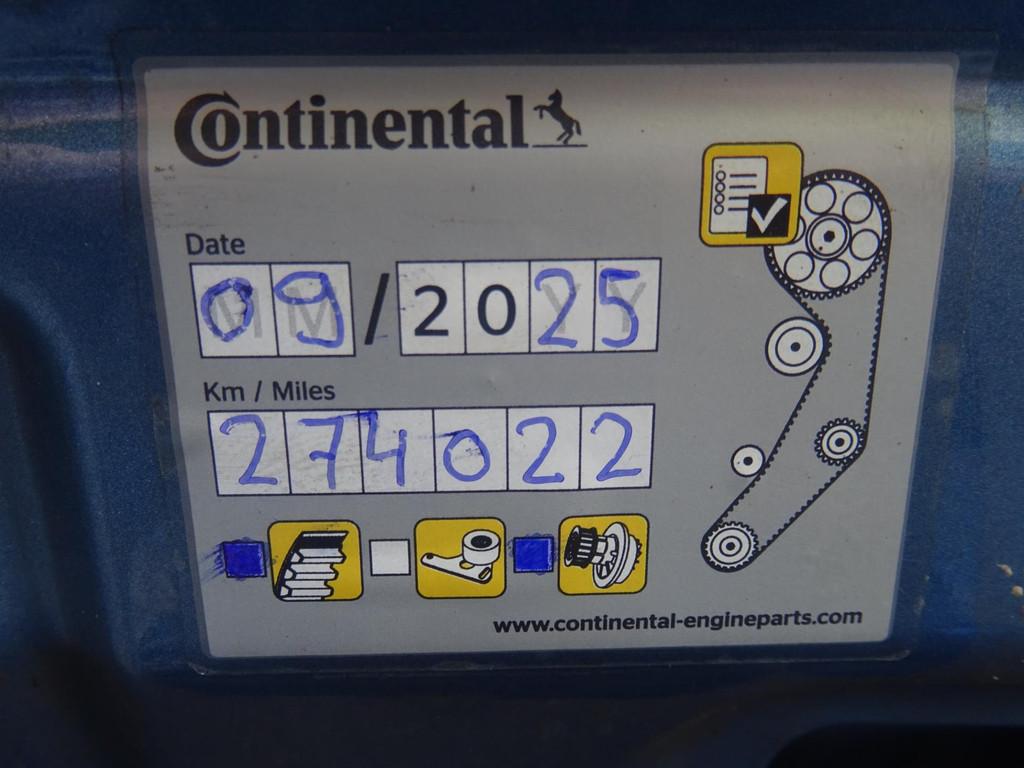 Continental
Date
09/2025
Km / Miles
274022
www.continental-engineparts.com